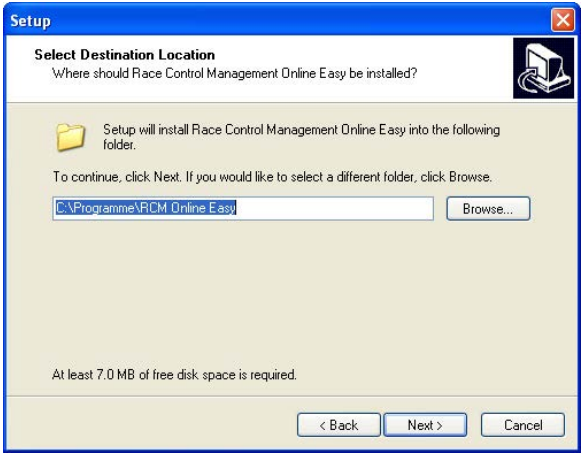 Setup
Select Destination Location
Where should Race Control Management Online Easy be installed?
Setup will install Race Control Management Online Easy into the following
folder.
To continue, click Next. If you would like to select a different folder, click Browse.
C:\Programme\RCM Online Easy
Browse...
At least 7.0 MB of free disk space is required.
< Back
Next >
Cancel